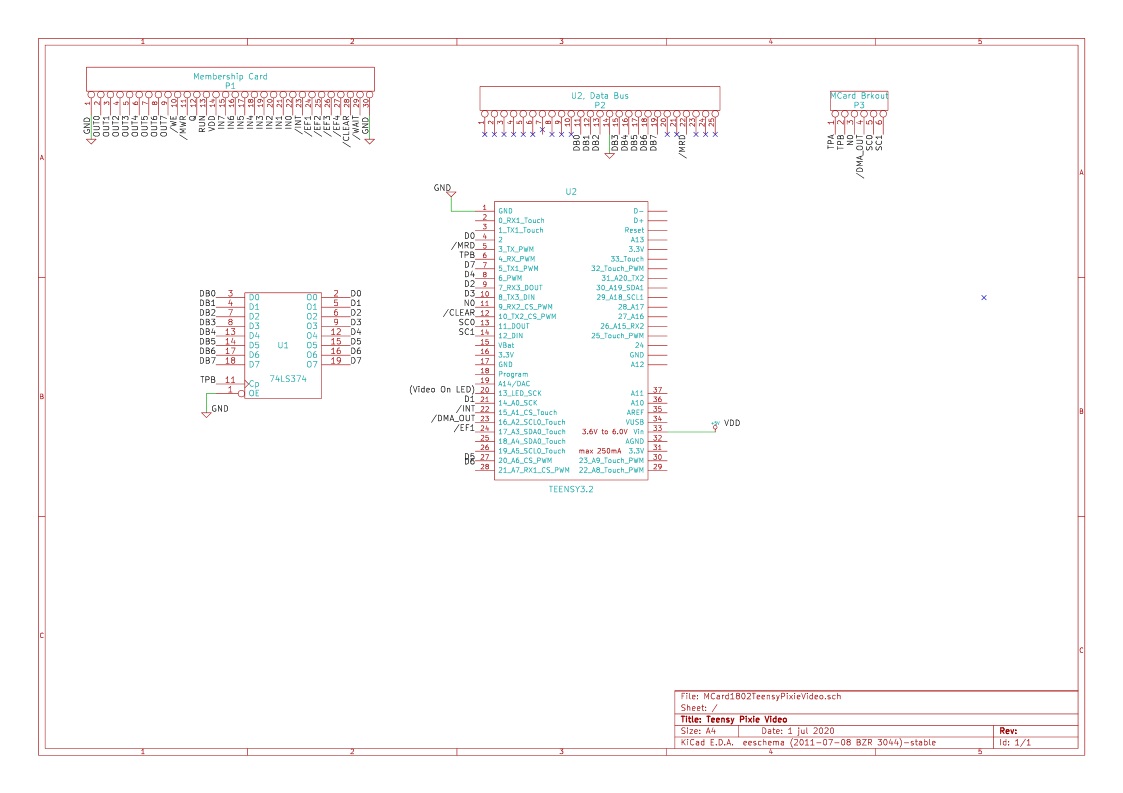 1 2 3 4 5
Membership Card
P1
1 2 3 4 5 6 7 8 9 10 11 12 13 14 15 16 17 18 19 20 21 22 23 24 25 26 27 28 29 30
GND OUT0 OUT1 OUT2 OUT3 OUT4 OUT5 OUT6 OUT7 /WE /MWR Q RUN VDD IN7 IN6 IN5 IN4 IN3 IN2 IN1 IN0 /INT /EF1 /EF2 /EF3 /EF4 /CLEAR /WAIT GND
U2, Data Bus
P2
1 2 3 4 5 6 7 8 9 10 11 12 13 14 15 16 17 18 19 20 21 22 23 24 25
DB0 DB1 DB2 DB3 DB4 DB5 DB6 DB7 /MRD
MCard Brkout
P3
1 2 3 4 5 6
TPA TPB N0 /DMA_OUT SC0 SC1
A A
GND
U2
1 GND D-
2 0_RX1_Touch D+
3 1_TX1_Touch Reset
D0 4 2 A13
/MRD 5 3_TX_PWM 3.3V
TPB 6 4_RX_PWM 33_Touch
D7 7 5_TX1_PWM 32_Touch_PWM
D4 8 6_PWM 31_A20_TX2
D2 9 7_RX3_DOUT 30_A19_SDA1
D3 10 8_TX3_DIN 29_A18_SCL1
N0 11 9_RX2_CS_PWM 28_A17
/CLEAR 12 10_TX2_CS_PWM 27_A16
SC0 13 11_DOUT 26_A15_RX2
SC1 14 12_DIN 25_Touch_PWM
15 VBat 24
16 3.3V GND
17 GND A12
18 Program
19 A14/DAC
(Video On LED) 20 13_LED_SCK A11 37
D1 21 14_A0_SCK A10 36
/INT 22 15_A1_CS_Touch AREF 35
/DMA_OUT 23 16_A2_SCL0_Touch VUSB 34
/EF1 24 17_A3_SDA0_Touch 3.6V to 6.0V Vin 33 VDD
25 18_A4_SDA0_Touch AGND 32
26 19_A5_SCL0_Touch max 250mA 3.3V 31
D5 27 20_A6_CS_PWM 23_A9_Touch_PWM 30
D6 28 21_A7_RX1_CS_PWM 22_A8_Touch_PWM 29
TEENSY3.2
DB0 3 D0 O0 2 D0
DB1 4 D1 O1 5 D1
DB2 7 D2 O2 6 D2
DB3 8 D3 O3 9 D3
DB4 13 D4 O4 12 D4
DB5 14 D5 O5 15 D5
DB6 17 D6 O6 16 D6
DB7 18 D7 O7 19 D7
U1
74LS374
TPB 11 Cp
1 OE
GND
B B
C C
File: MCard1802TeensyPixieVideo.sch
Sheet: /
Title: Teensy Pixie Video
Size: A4 Date: 1 jul 2020 Rev:
KiCad E.D.A. eeschema (2011-07-08 BZR 3044)-stable Id: 1/1
1 2 3 4 5